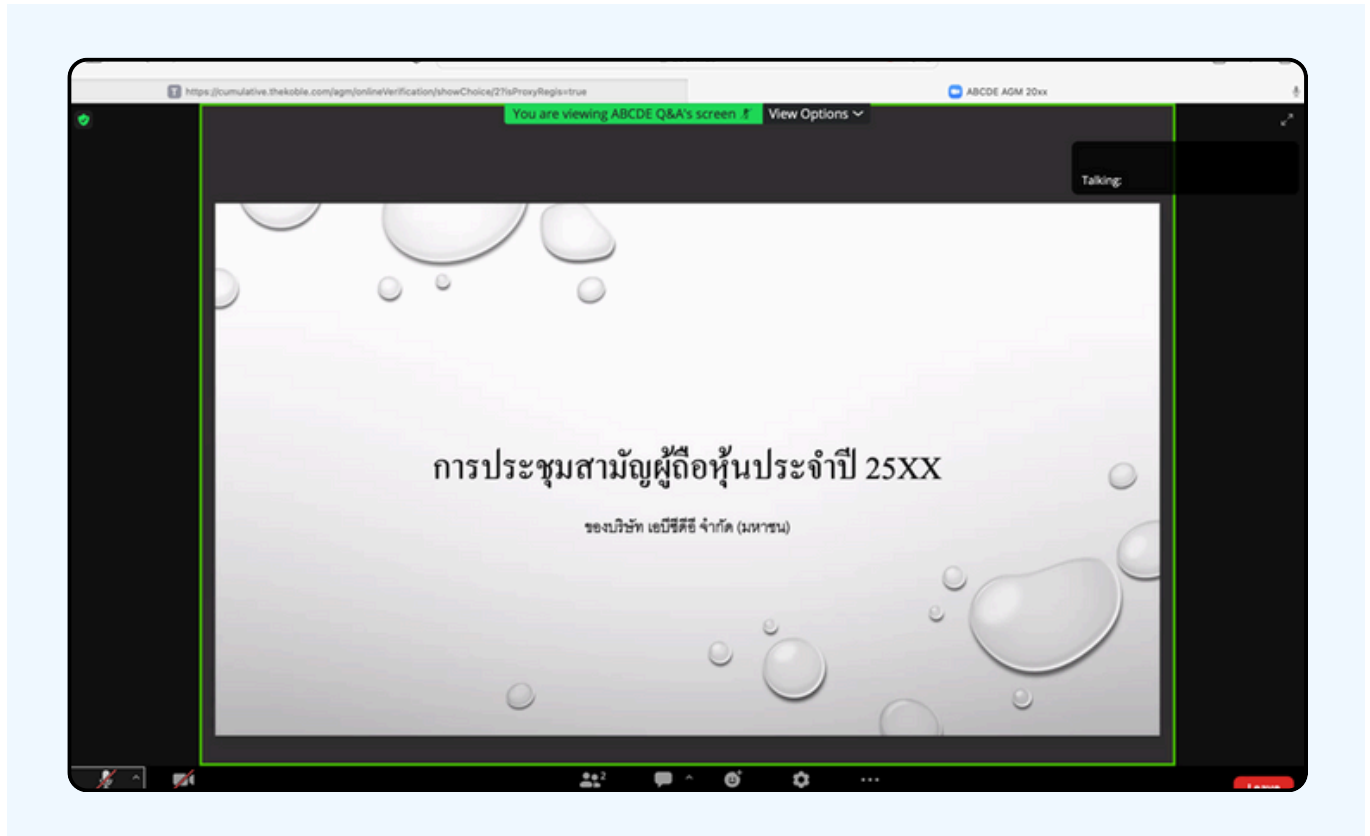 https://cumulative.thekoble.com/agm/onlineVerification/showChoice/2?isProxyRegis=true
ABCDE AGM 20xx
You are viewing ABCDE Q&A's screen
View Options
Talking:
การประชุมสามัญผู้ถือหุ้นประจำปี 25XX
ของบริษัท เอบีซีดีอี จำกัด (มหาชน)
2